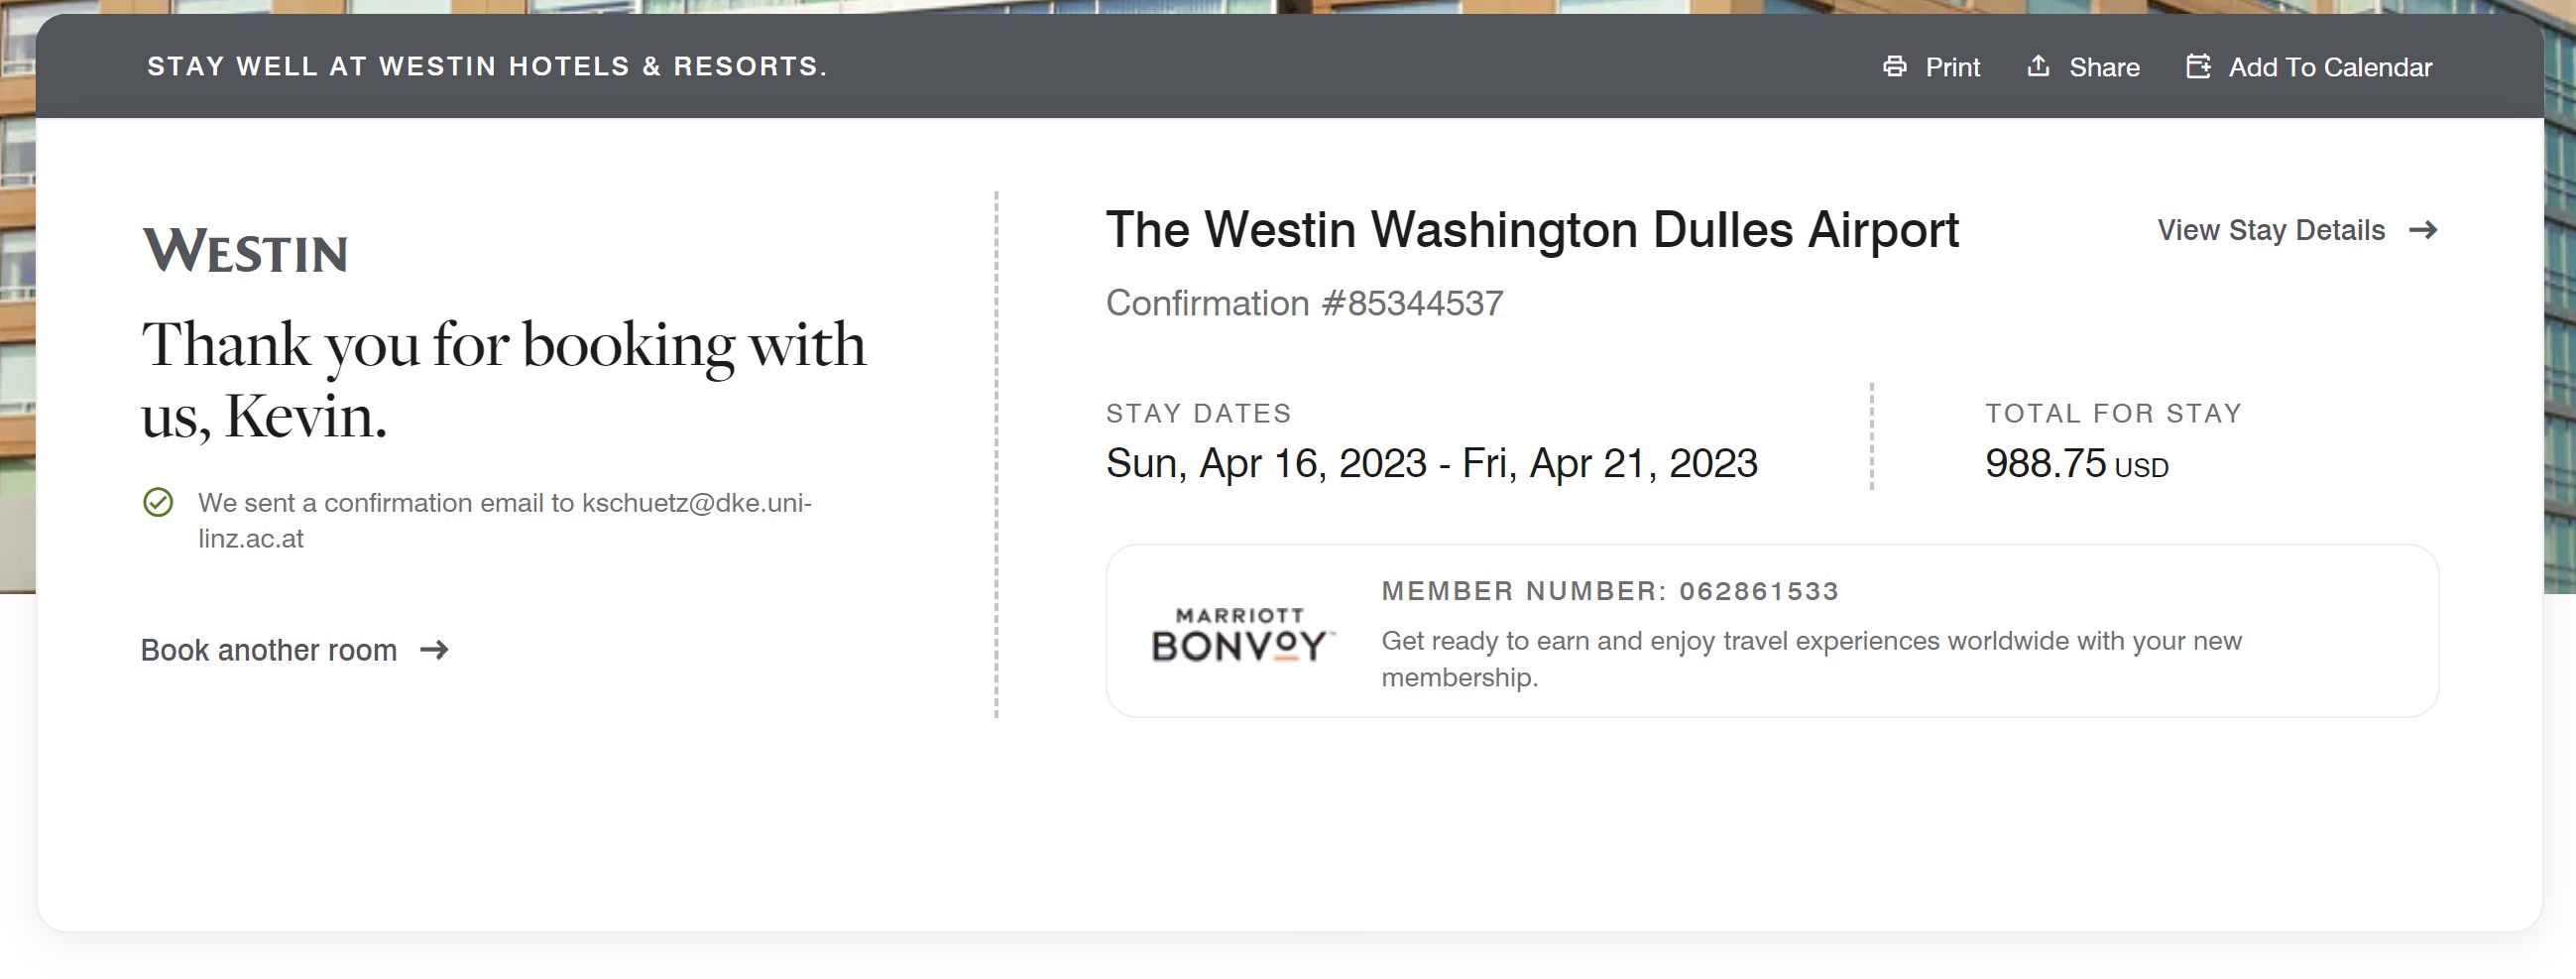 STAY WELL AT WESTIN HOTELS & RESORTS.
Print
Share
Add To Calendar
WESTIN
Thank you for booking with
us, Kevin.
We sent a confirmation email to kschuetz@dke.uni-
linz.ac.at
Book another room
The Westin Washington Dulles Airport
View Stay Details
Confirmation #85344537
STAY DATES
Sun, Apr 16, 2023 - Fri, Apr 21, 2023
TOTAL FOR STAY
988.75 USD
MARRIOTT
BONVOY™
MEMBER NUMBER: 062861533
Get ready to earn and enjoy travel experiences worldwide with your new
membership.